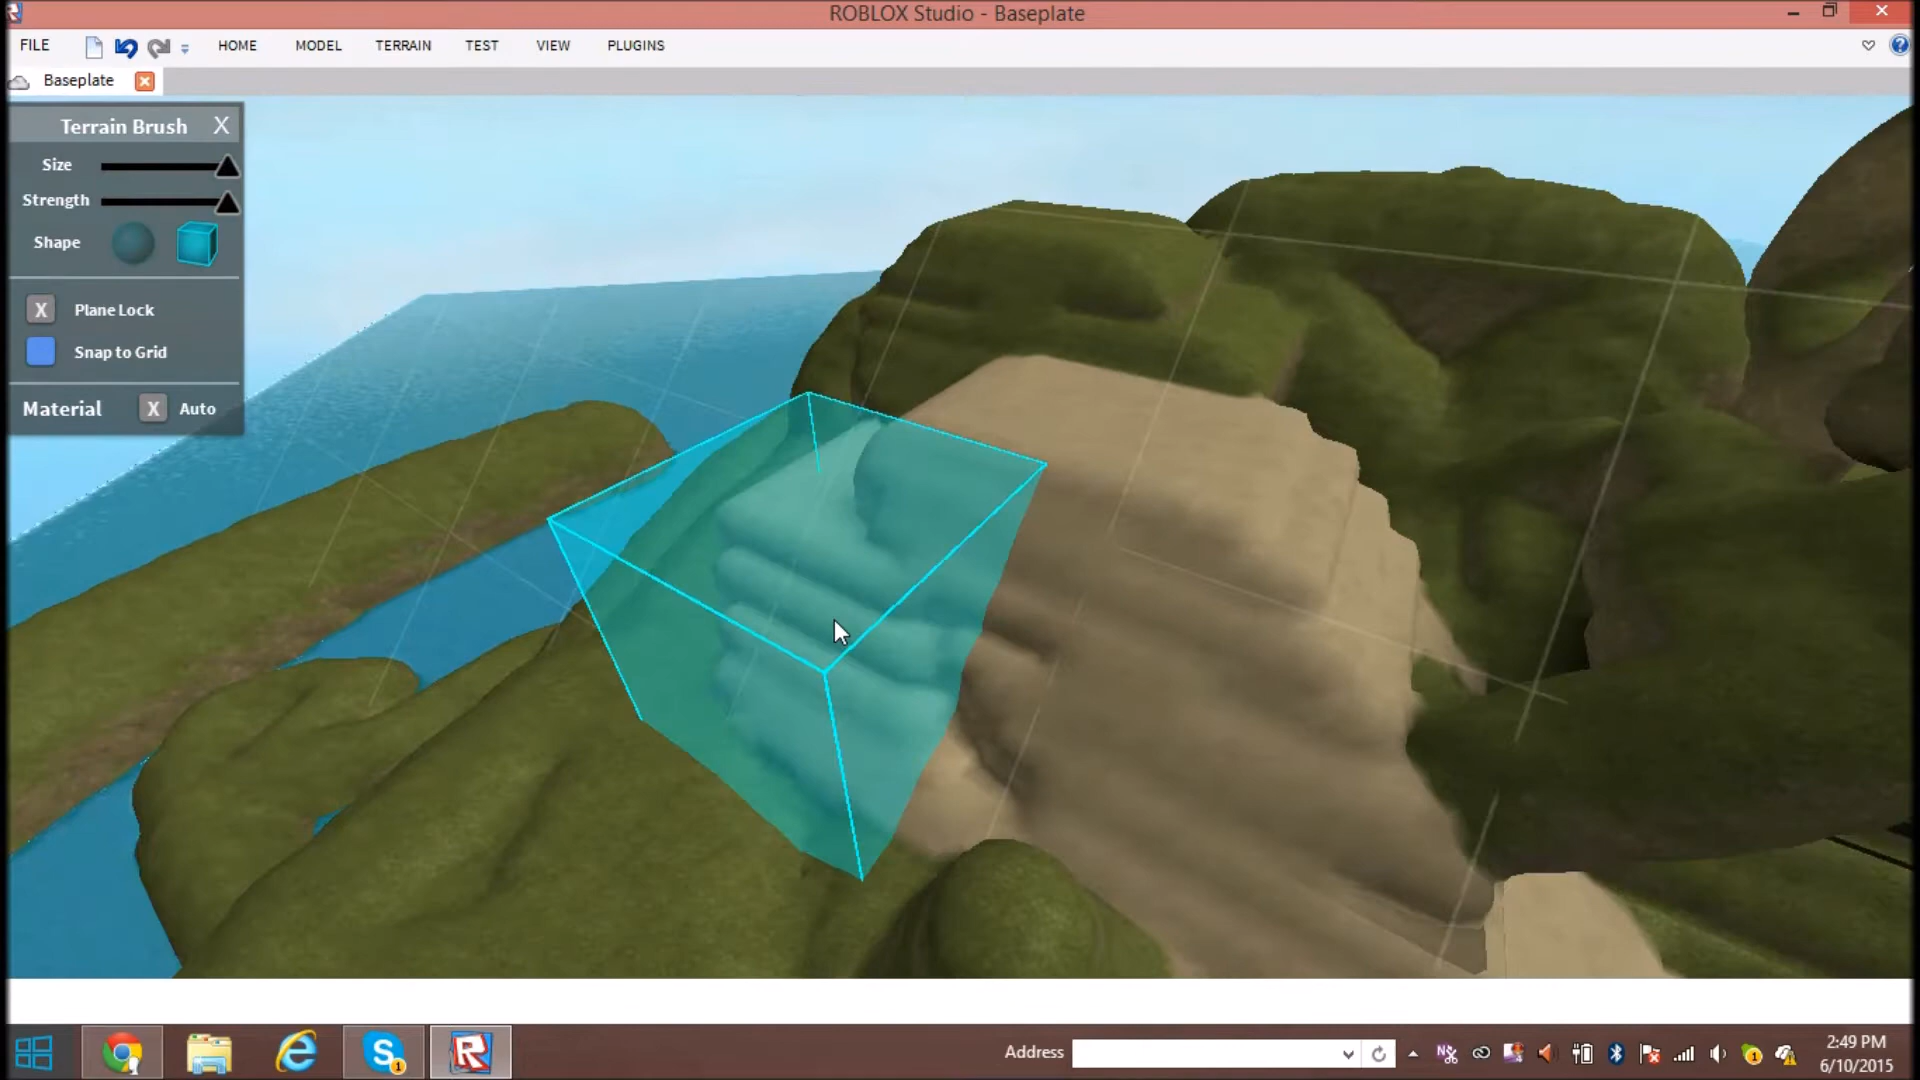 ROBLOX Studio - Baseplate
FILE HOME MODEL TERRAIN TEST VIEW PLUGINS
Baseplate
Terrain Brush X
Size
Strength
Shape
X Plane Lock
Snap to Grid
Material X Auto
Address
2:49 PM
6/10/2015